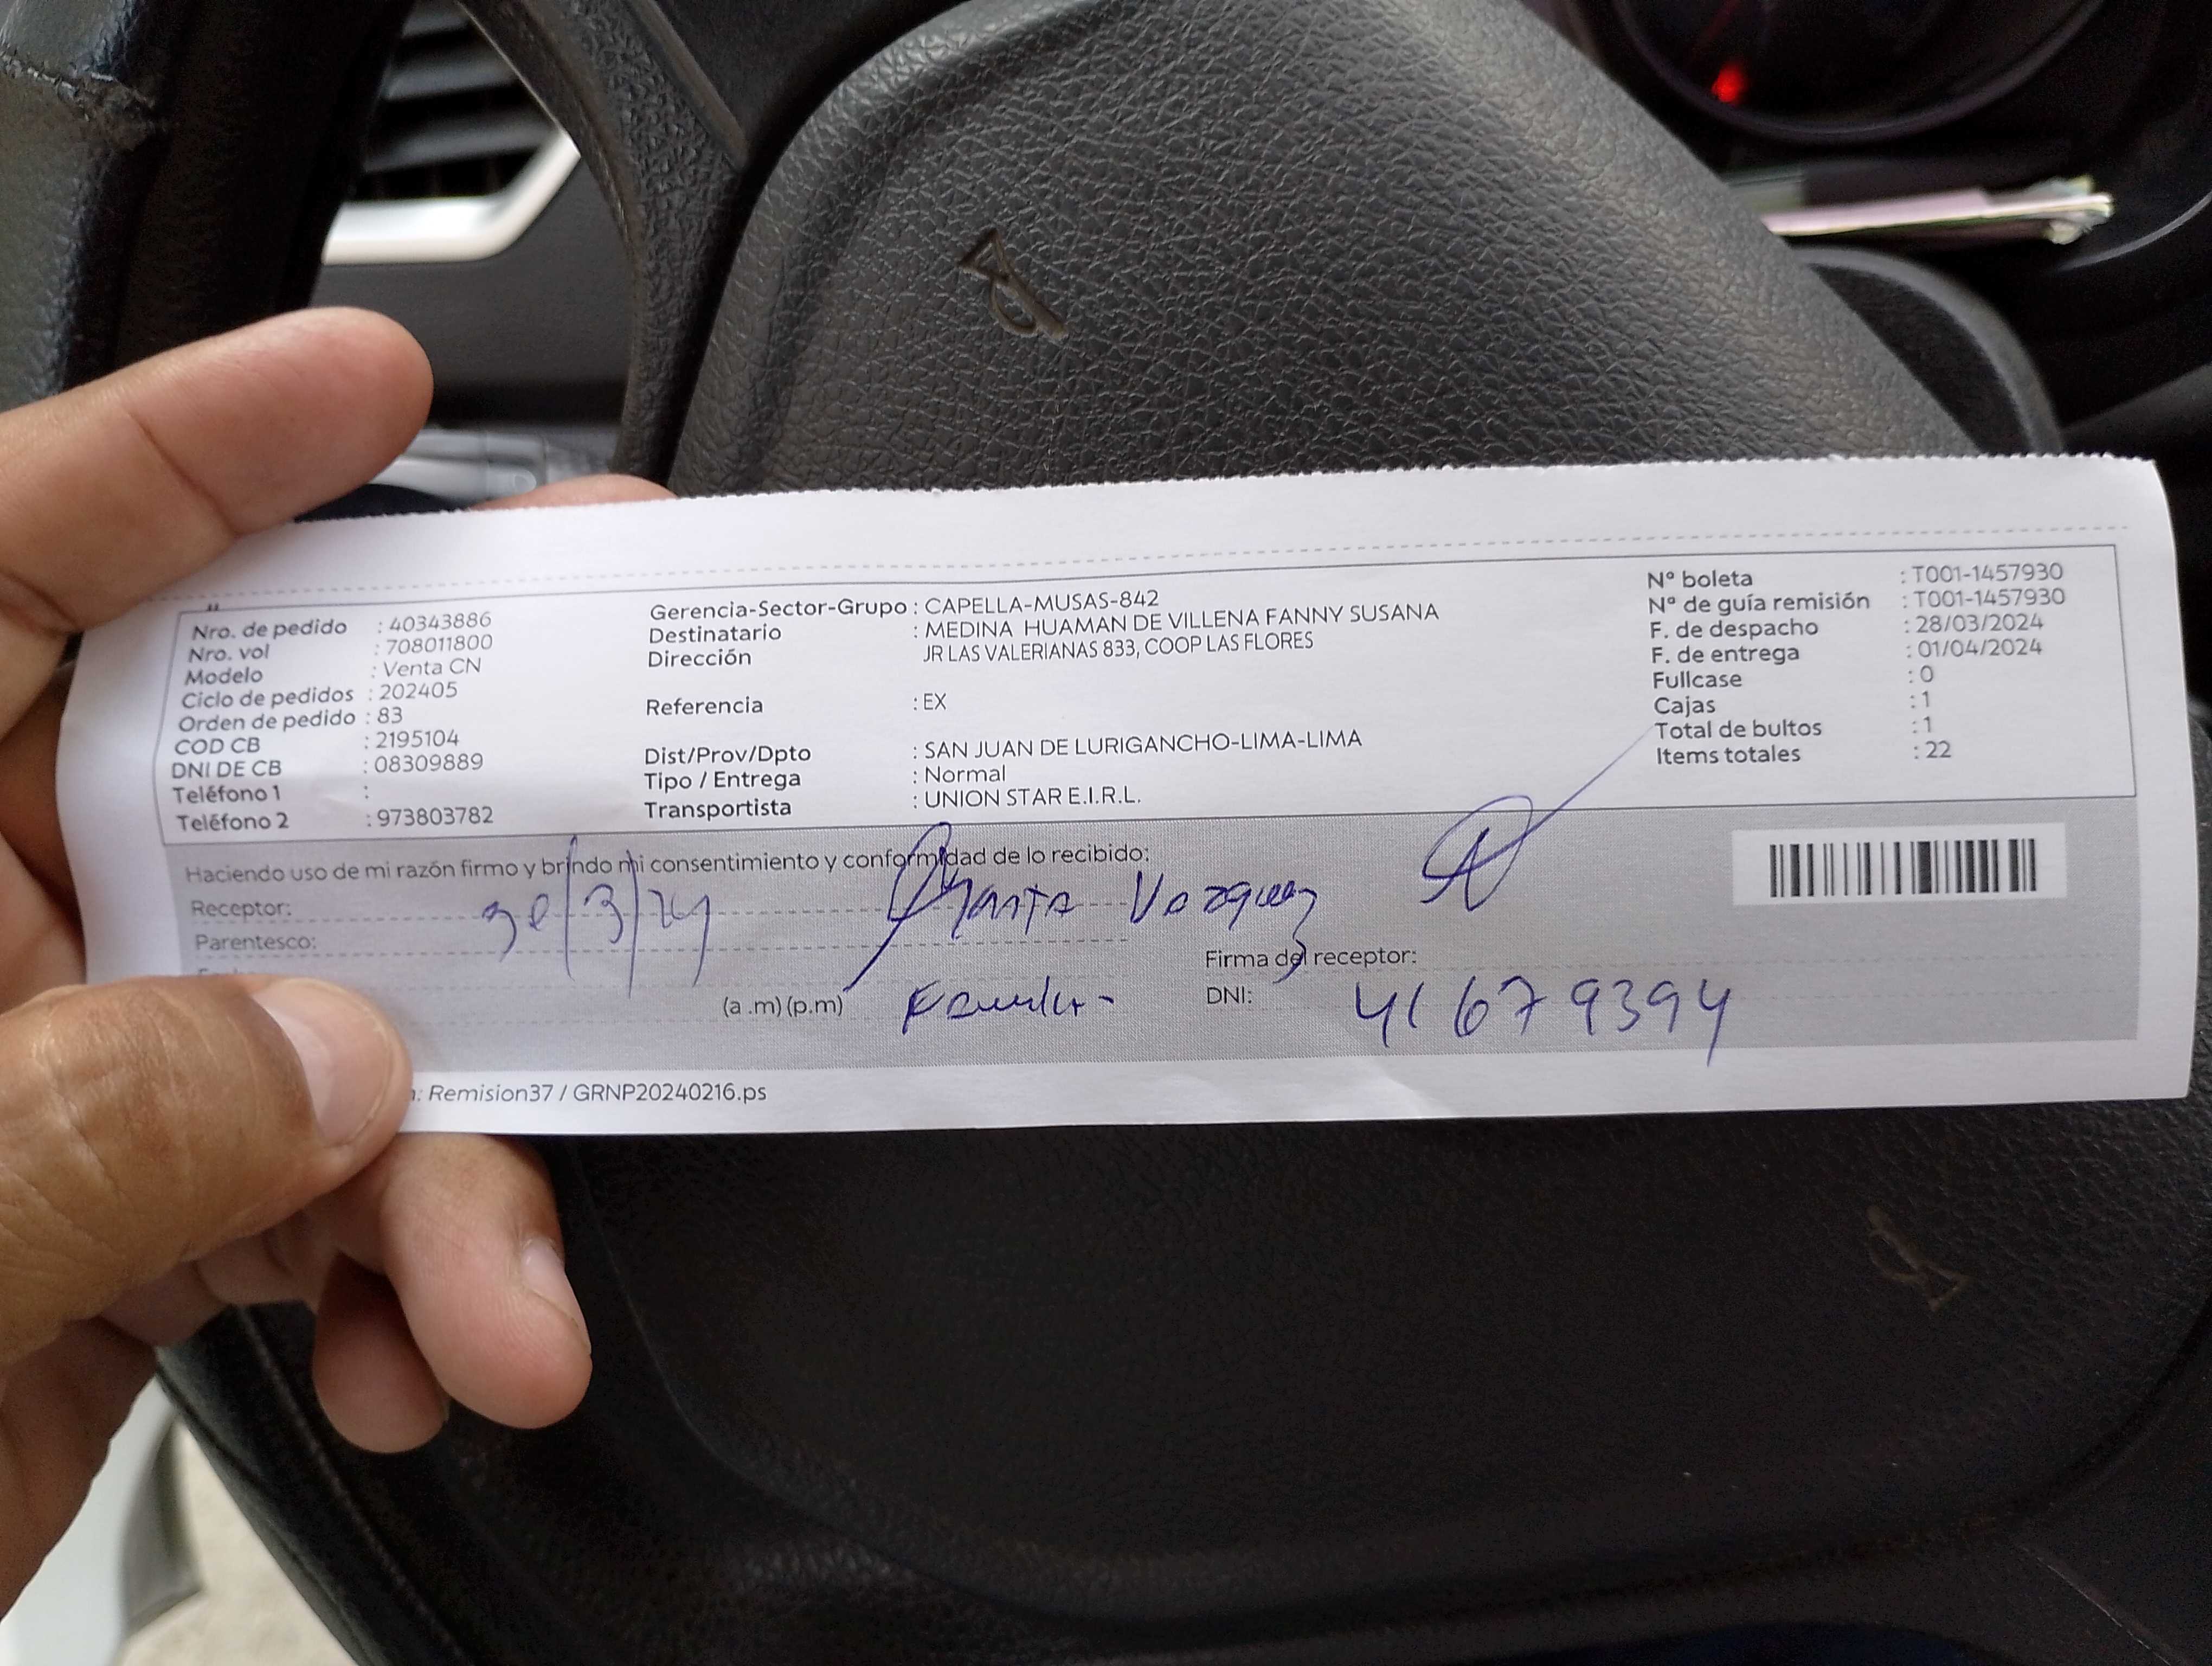 Nro. de pedido : 40343886
Nro. vol : 708011800
Modelo : Venta CN
Ciclo de pedidos : 202405
Orden de pedido : 83
COD CB : 2195104
DNI DE CB : 08309889
Teléfono 1 :
Teléfono 2 : 973803782
Gerencia-Sector-Grupo : CAPELLA-MUSAS-842
Destinatario : MEDINA HUAMAN DE VILLENA FANNY SUSANA
Dirección JR LAS VALERIANAS 833, COOP LAS FLORES
Referencia : EX
Dist/Prov/Dpto : SAN JUAN DE LURIGANCHO-LIMA-LIMA
Tipo / Entrega : Normal
Transportista : UNION STAR E.I.R.L.
N° boleta : T001-1457930
N° de guía remisión : T001-1457930
F. de despacho : 28/03/2024
F. de entrega : 01/04/2024
Fullcase : 0
Cajas : 1
Total de bultos : 1
Items totales : 22
Haciendo uso de mi razón firmo y brindo mi consentimiento y conformidad de lo recibido:
Receptor: 30/3/24 Vazquez
Parentesco:
Firma del receptor:
(a .m) (p.m)
DNI: 41679394
: Remision37 / GRNP20240216.ps